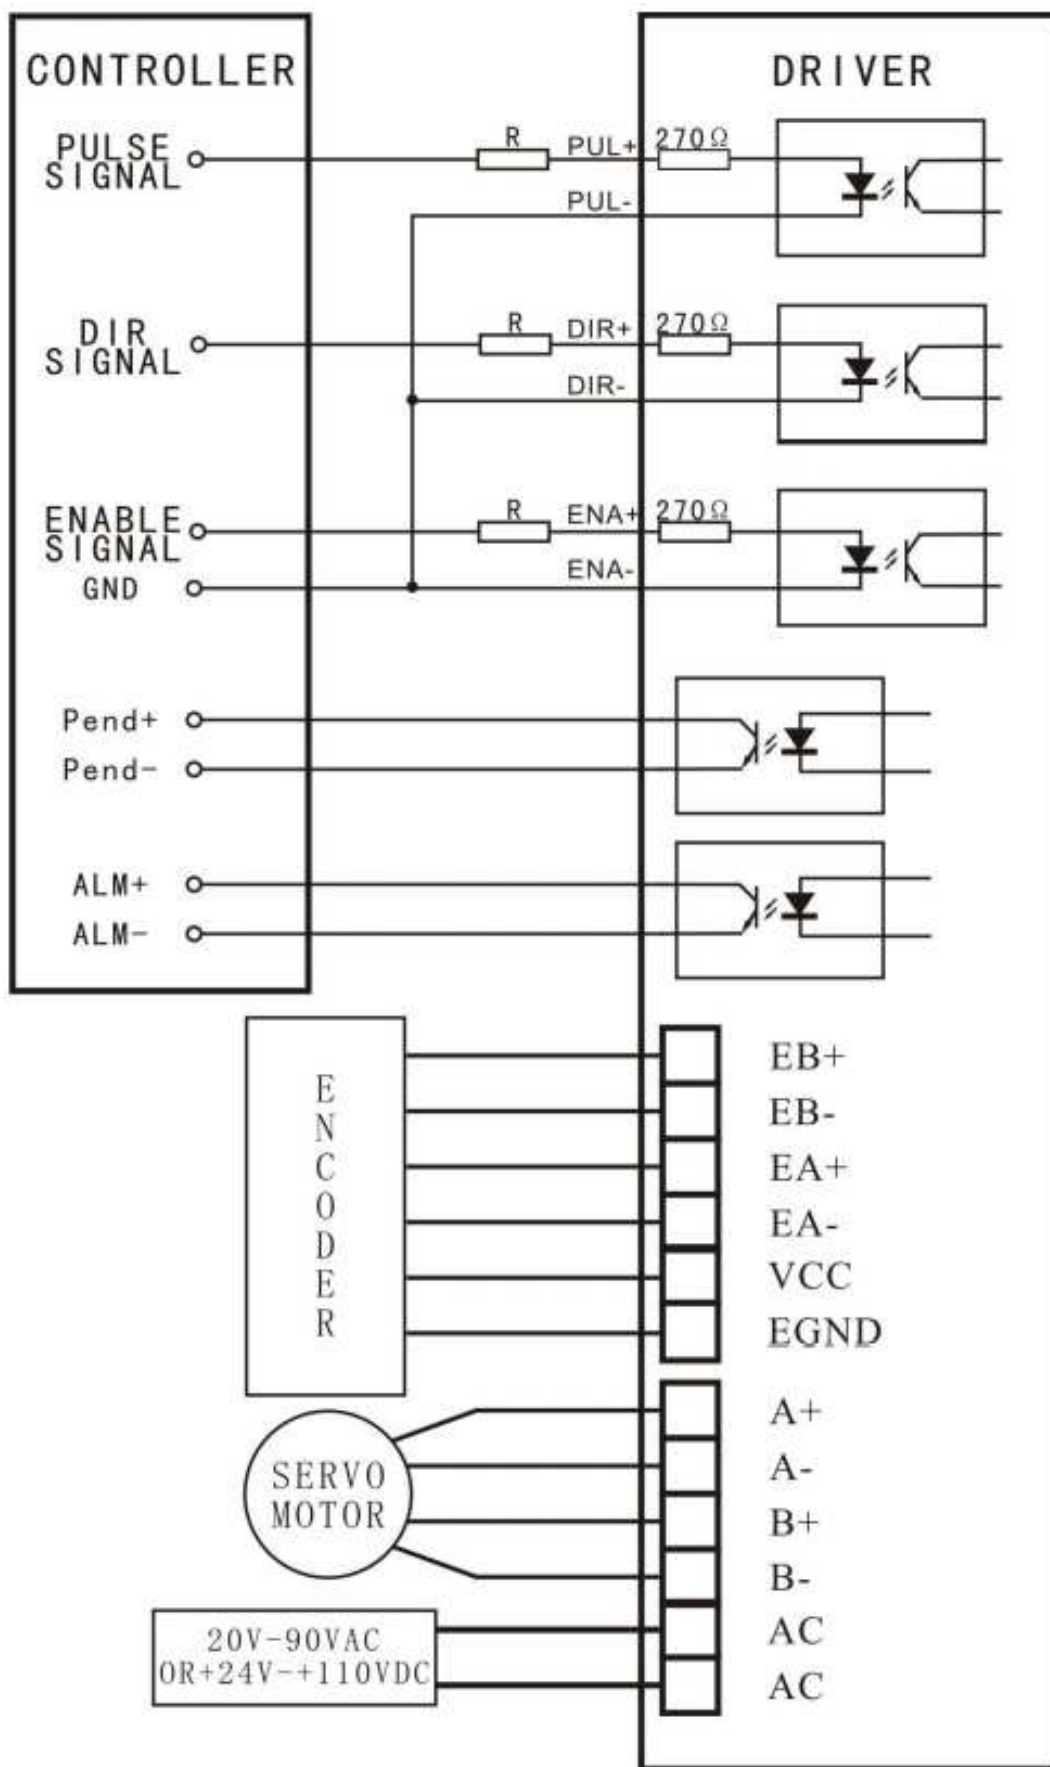 CONTROLLER
DRIVER
PULSE
SIGNAL
R
PUL+
270Ω
PUL-
DIR
SIGNAL
R
DIR+
270Ω
DIR-
ENABLE
SIGNAL
R
ENA+
270Ω
ENA-
GND
Pend+
Pend-
ALM+
ALM-
ENCODER
EB+
EB-
EA+
EA-
VCC
EGND
SERVO
MOTOR
A+
A-
B+
B-
20V-90VAC
OR+24V-+110VDC
AC
AC